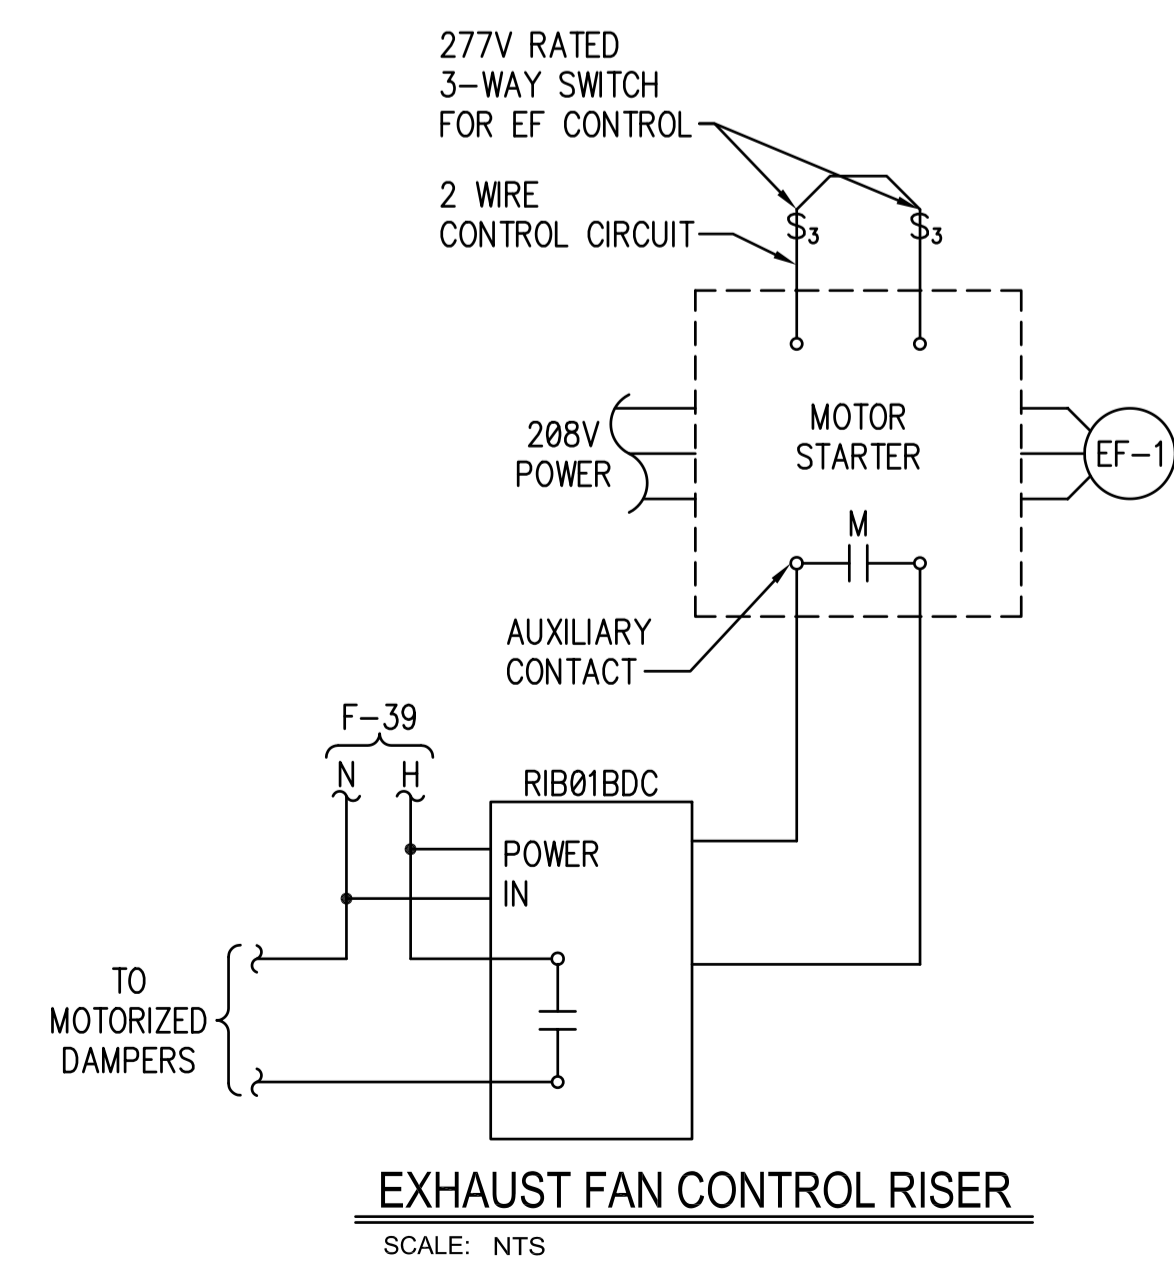 277V RATED
3-WAY SWITCH
FOR EF CONTROL
2 WIRE
CONTROL CIRCUIT
S3
S3
208V
POWER
MOTOR
STARTER
EF-1
M
AUXILIARY
CONTACT
F-39
N H
RIB01BDC
POWER
IN
TO
MOTORIZED
DAMPERS
EXHAUST FAN CONTROL RISER
SCALE: NTS